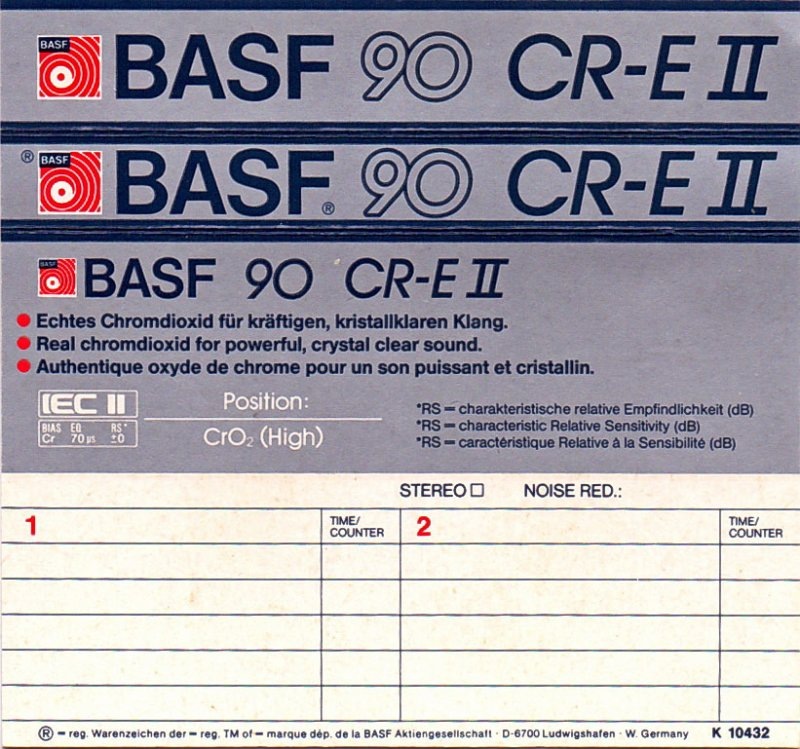 BASF
BASF 90 CR-E II
® BASF
BASF® 90 CR-E II
BASF
BASF 90 CR-E II
Echtes Chromdioxid für kräftigen, kristallklaren Klang.
Real chromdioxid for powerful, crystal clear sound.
Authentique oxyde de chrome pour un son puissant et cristallin.
IEC II
BIAS EQ RS*
Cr 70 µs ±0
Position:
CrO₂ (High)
*RS = charakteristische relative Empfindlichkeit (dB)
*RS = characteristic Relative Sensitivity (dB)
*RS = caractéristique Relative à la Sensibilité (dB)
STEREO □ NOISE RED.:
1 TIME/
COUNTER
2 TIME/
COUNTER
® = reg. Warenzeichen der = reg. TM of = marque dép. de la BASF Aktiengesellschaft · D-6700 Ludwigshafen · W. Germany K 10432